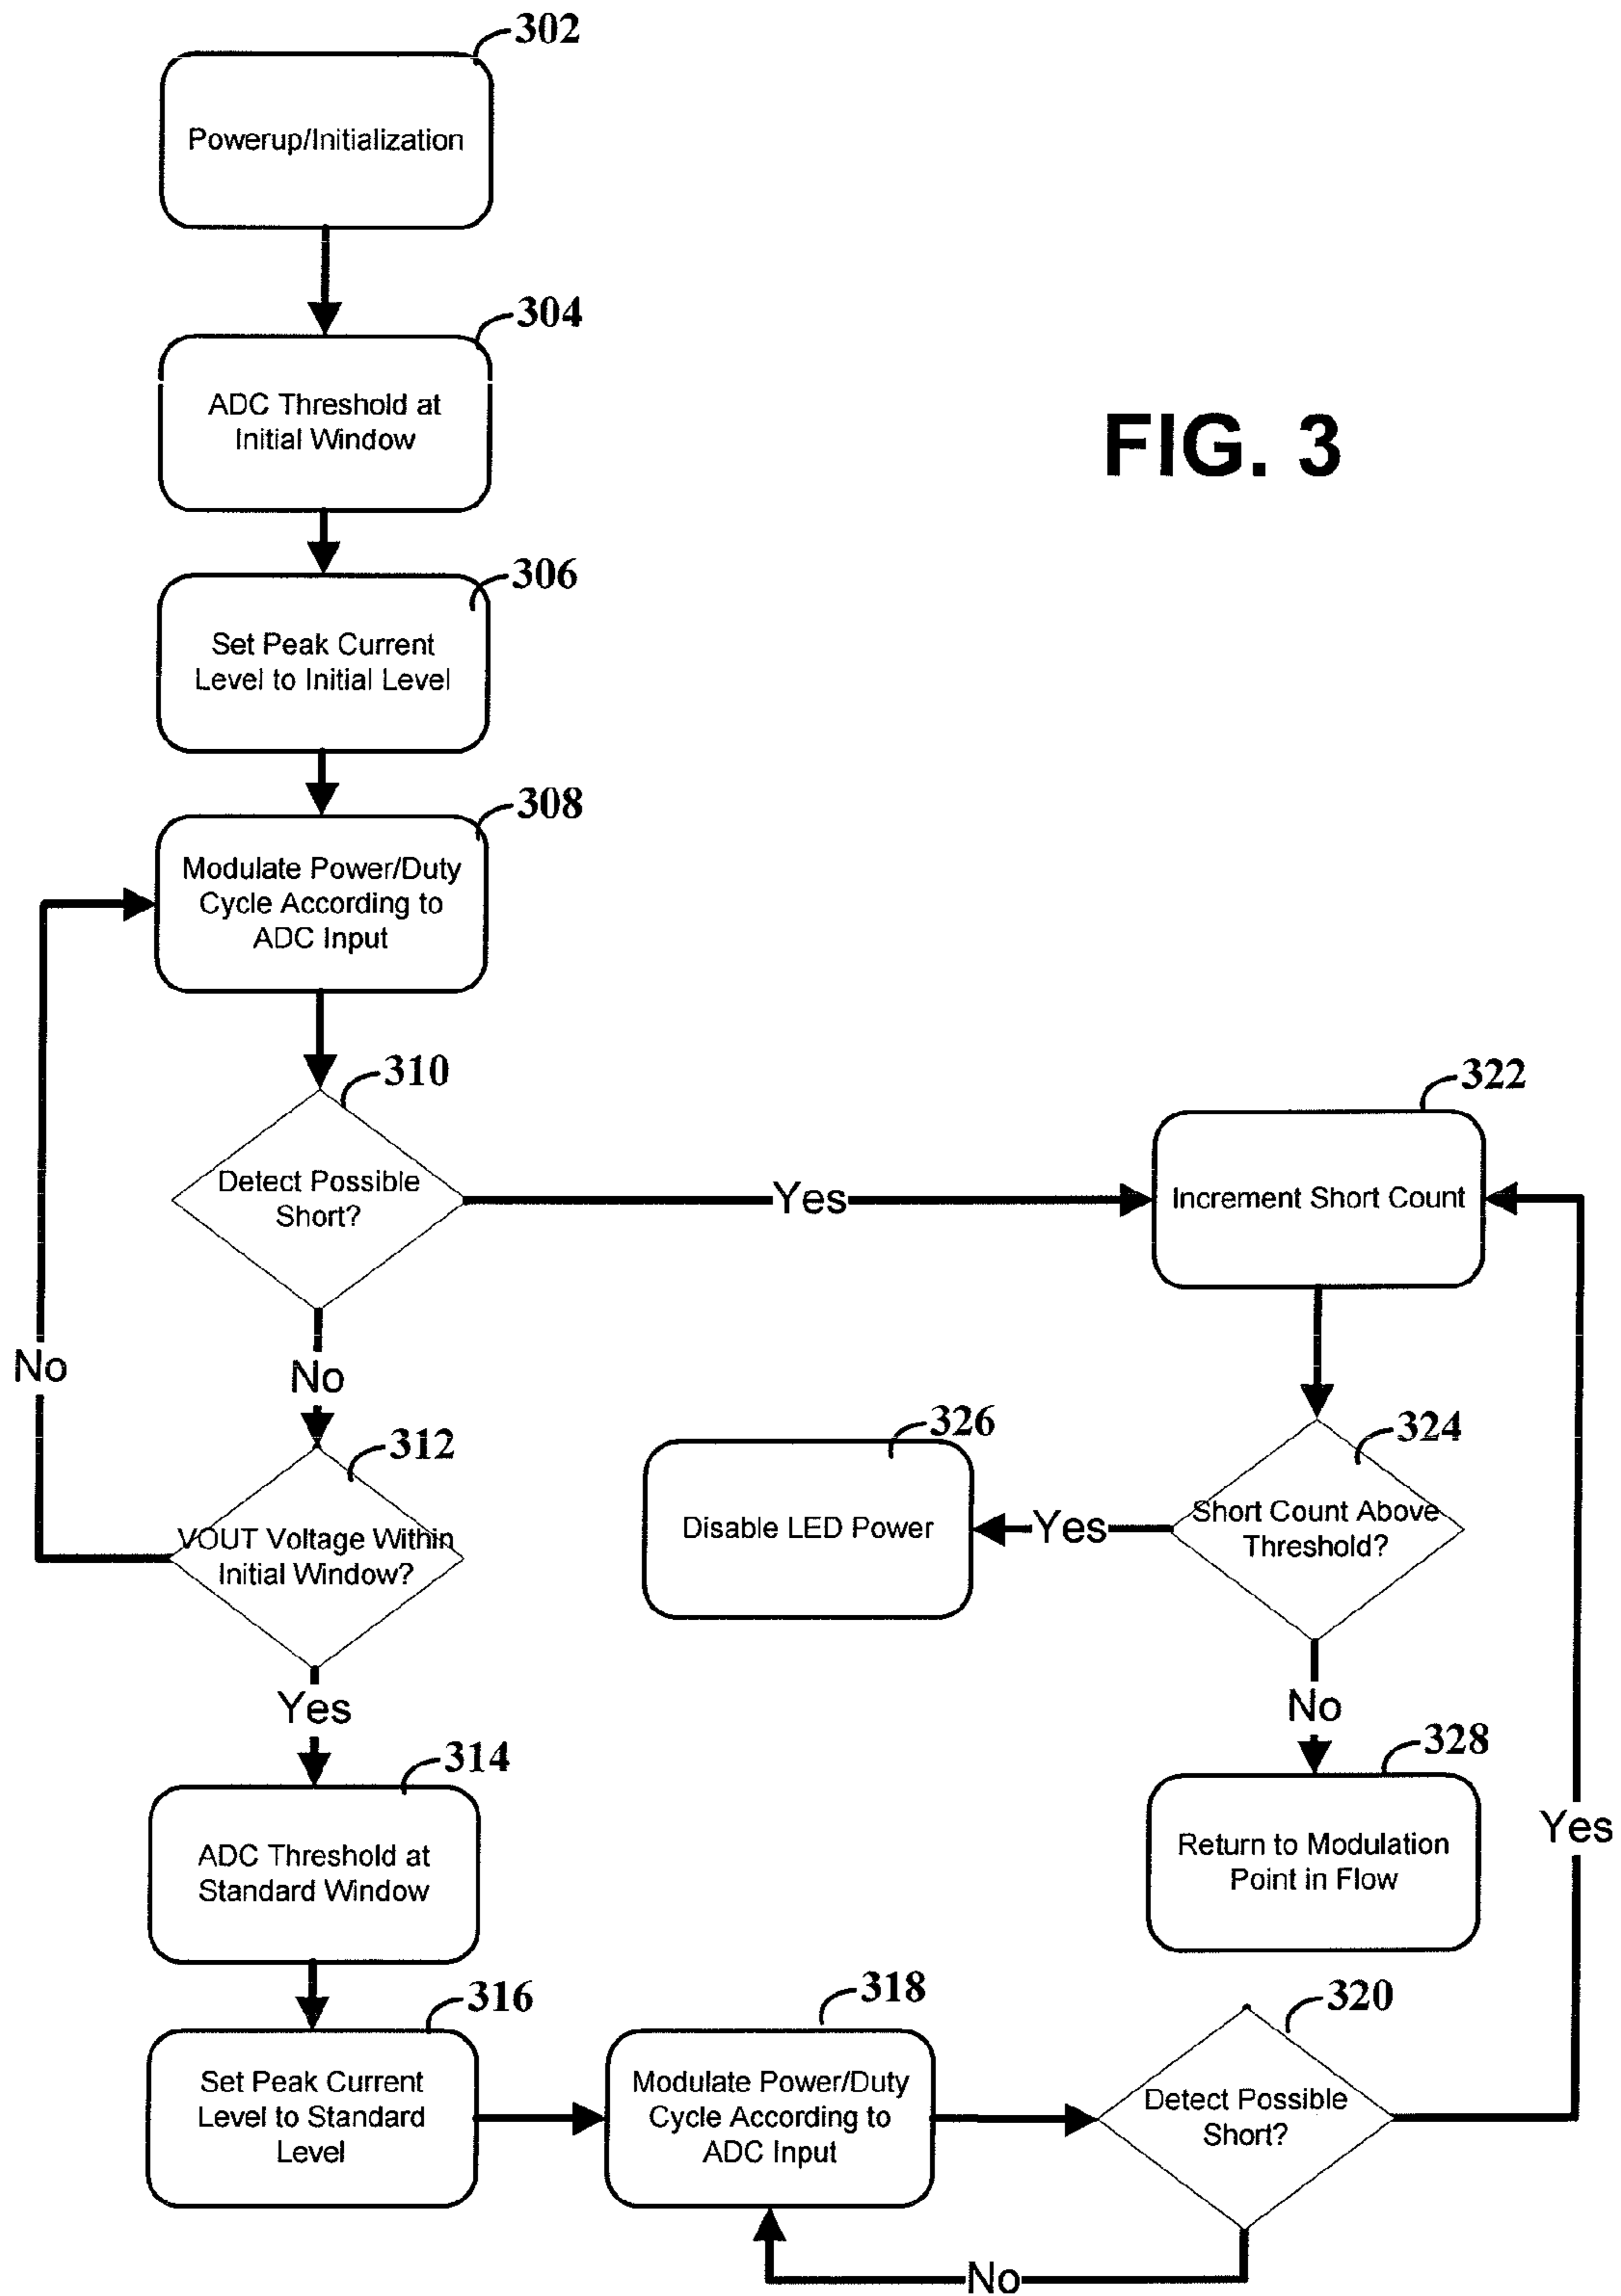 302
Powerup/Initialization
304
ADC Threshold at
Initial Window
FIG. 3
306
Set Peak Current
Level to Initial Level
308
Modulate Power/Duty
Cycle According to
ADC Input
310
Detect Possible
Short?
Yes
322
Increment Short Count
No
No
312
VOUT Voltage Within
Initial Window?
326
Disable LED Power
Yes
324
Short Count Above
Threshold?
Yes
No
314
ADC Threshold at
Standard Window
328
Return to Modulation
Point in Flow
Yes
316
Set Peak Current
Level to Standard
Level
318
Modulate Power/Duty
Cycle According to
ADC Input
320
Detect Possible
Short?
No